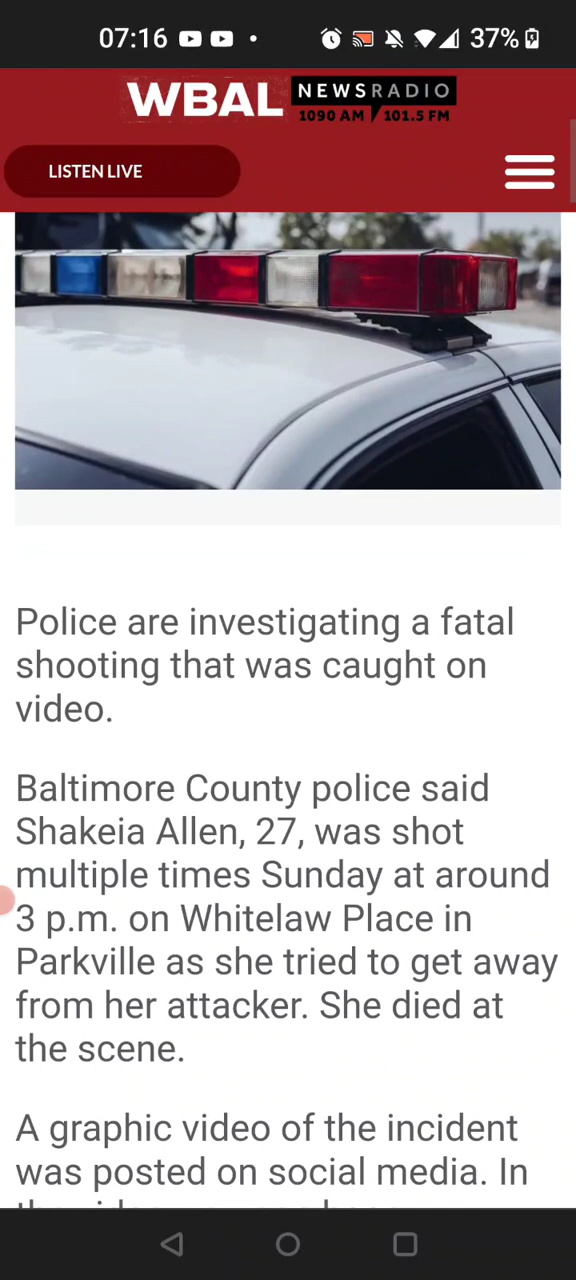 07:16
37%
WBAL NEWSRADIO
1090 AM 101.5 FM
LISTEN LIVE
Police are investigating a fatal
shooting that was caught on
video.
Baltimore County police said
Shakeia Allen, 27, was shot
multiple times Sunday at around
3 p.m. on Whitelaw Place in
Parkville as she tried to get away
from her attacker. She died at
the scene.
A graphic video of the incident
was posted on social media. In